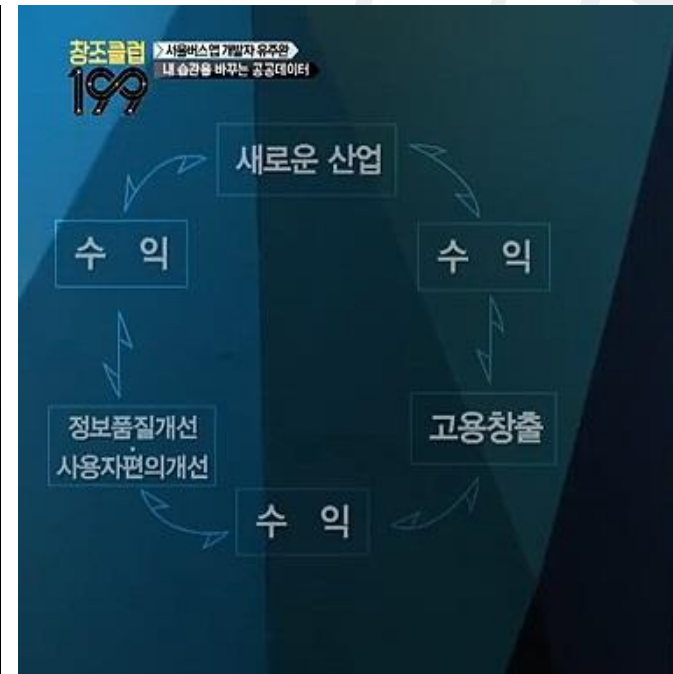 창조클럽
199
서울버스앱 개발자 유주완
내 습관을 바꾸는 공공데이터
새로운 산업
수 익
수 익
정보품질개선
·
사용자편의개선
고용창출
수 익